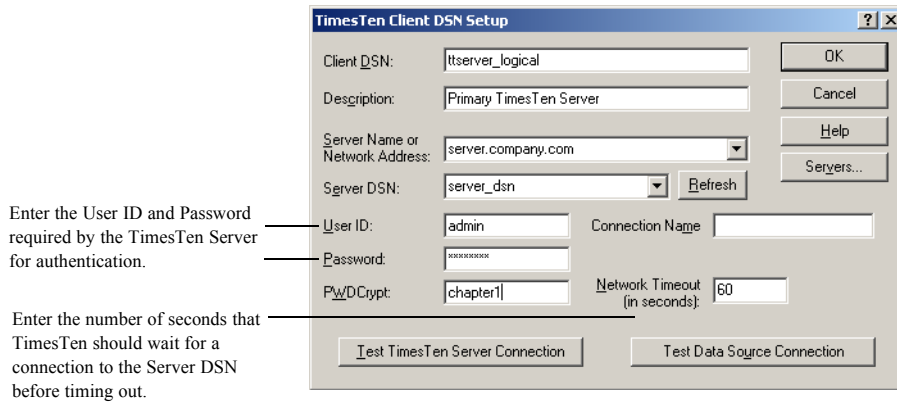 TimesTen Client DSN Setup
Client DSN: ttserver_logical
OK
Description: Primary TimesTen Server
Cancel
Server Name or
Network Address: server.company.com
Help
Servers...
Server DSN: server_dsn
Refresh
Enter the User ID and Password
required by the TimesTen Server
for authentication.
User ID: admin
Connection Name
Password: ********
PWDCrypt: chapter1
Network Timeout
(in seconds): 60
Enter the number of seconds that
TimesTen should wait for a
connection to the Server DSN
before timing out.
Test TimesTen Server Connection
Test Data Source Connection